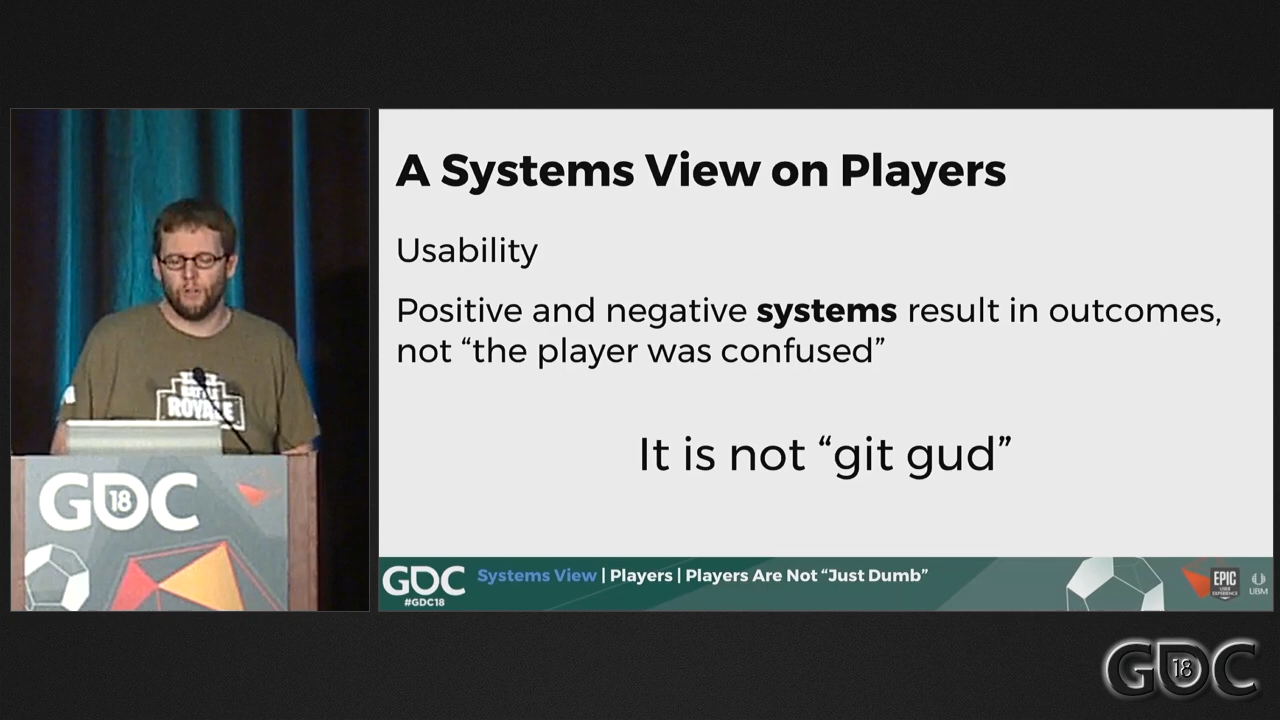 A Systems View on Players
Usability
Positive and negative systems result in outcomes,
not “the player was confused”
It is not “git gud”
GDC
#GDC18
Systems View | Players | Players Are Not “Just Dumb”
EPIC
UBM
BATTLE
ROYALE
GDC
18
GDC
18